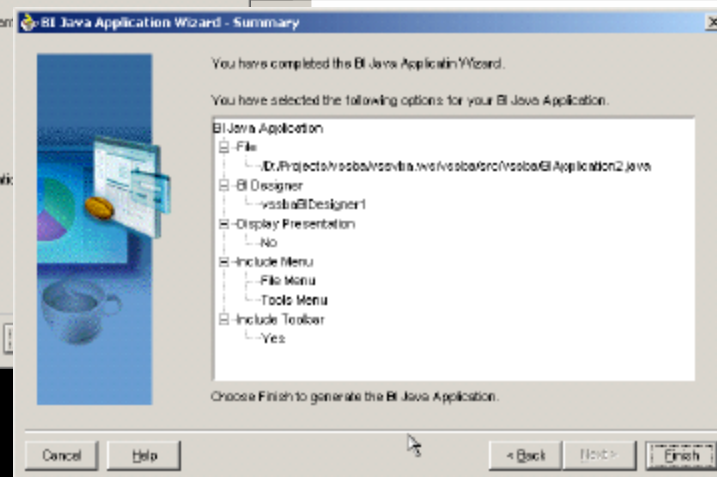 BI Java Application Wizard - Summary
You have completed the BI Java Applicatin Wizard.
You have selected the following options for your BI Java Application.
BI Java Application
File
BI Designer
vssbaBIDesigner1
Display Presentation
No
Include Menu
File Menu
Tools Menu
Include Toolbar
Yes
Choose Finish to generate the BI Java Application.
Cancel
Help
< Back
Next >
Finish